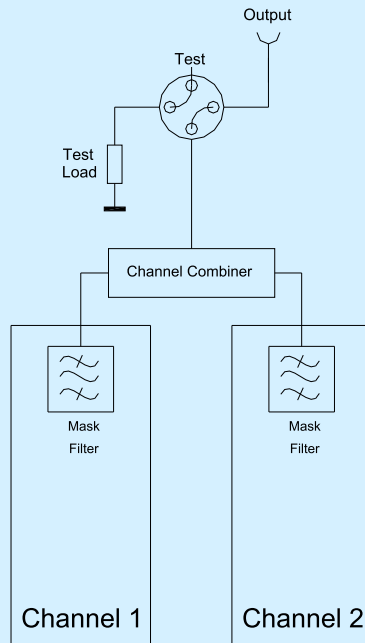 Output
Test
Test
Load
Channel Combiner
Mask
Filter
Mask
Filter
Channel 1
Channel 2